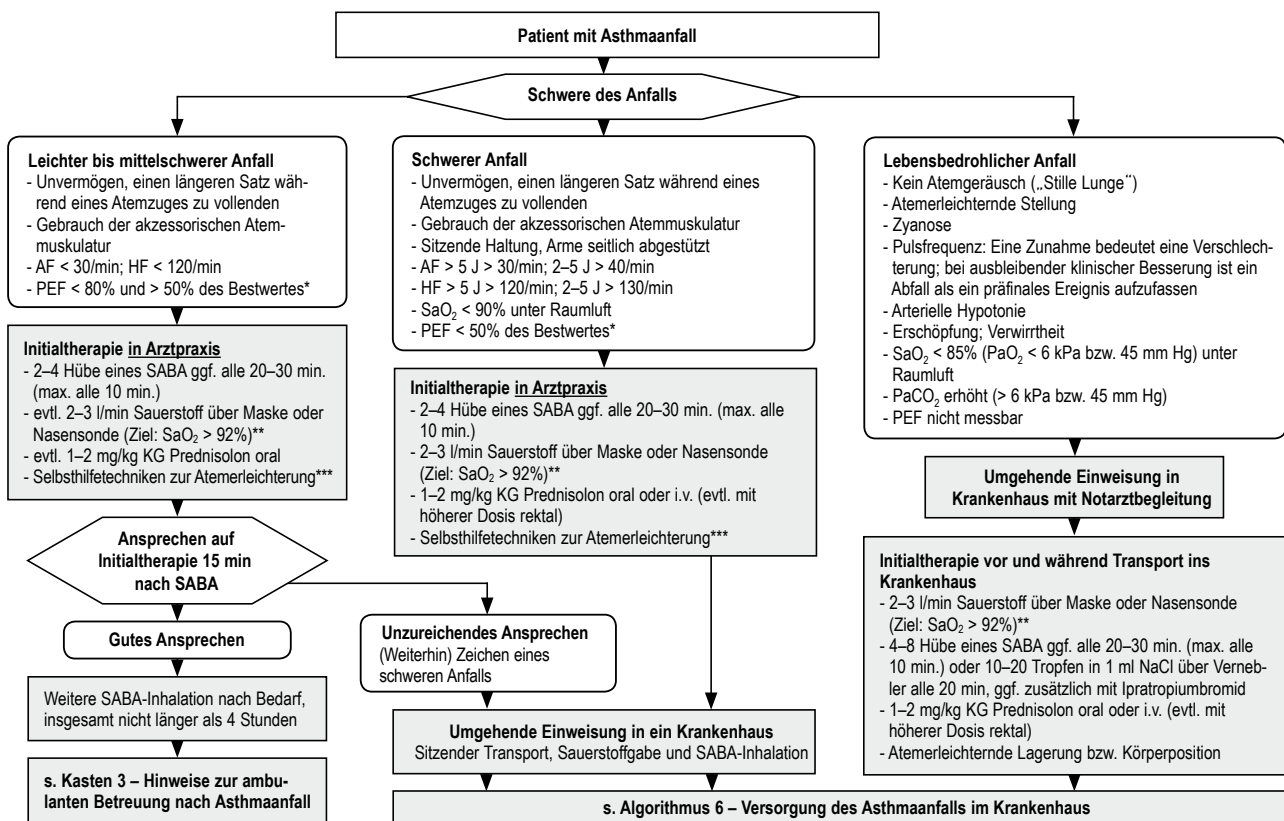 Patient mit Asthmaanfall
Schwere des Anfalls
Leichter bis mittelschwerer Anfall
- Unvermögen, einen längeren Satz wäh-
rend eines Atemzuges zu vollenden
- Gebrauch der akzessorischen Atem-
muskulatur
- AF < 30/min; HF < 120/min
- PEF < 80% und > 50% des Bestwertes*
Initialtherapie in Arztpraxis
- 2–4 Hübe eines SABA ggf. alle 20–30 min.
(max. alle 10 min.)
- evtl. 2–3 l/min Sauerstoff über Maske oder
Nasensonde (Ziel: SaO₂ > 92%)**
- evtl. 1–2 mg/kg KG Prednisolon oral
- Selbsthilfetechniken zur Atemerleichterung***
Ansprechen auf
Initialtherapie 15 min
nach SABA
Gutes Ansprechen
Weitere SABA-Inhalation nach Bedarf,
insgesamt nicht länger als 4 Stunden
s. Kasten 3 – Hinweise zur ambu-
lanten Betreuung nach Asthmaanfall
Schwerer Anfall
- Unvermögen, einen längeren Satz während eines
Atemzuges zu vollenden
- Gebrauch der akzessorischen Atemmuskulatur
- Sitzende Haltung, Arme seitlich abgestützt
- AF > 5 J > 30/min; 2–5 J > 40/min
- HF > 5 J > 120/min; 2–5 J > 130/min
- SaO₂ < 90% unter Raumluft
- PEF < 50% des Bestwertes*
Initialtherapie in Arztpraxis
- 2–4 Hübe eines SABA ggf. alle 20–30 min. (max. alle
10 min.)
- 2–3 l/min Sauerstoff über Maske oder Nasensonde
(Ziel: SaO₂ > 92%)**
- 1–2 mg/kg KG Prednisolon oral oder i.v. (evtl. mit
höherer Dosis rektal)
- Selbsthilfetechniken zur Atemerleichterung***
Unzureichendes Ansprechen
(Weiterhin) Zeichen eines
schweren Anfalls
Umgehende Einweisung in ein Krankenhaus
Sitzender Transport, Sauerstoffgabe und SABA-Inhalation
Lebensbedrohlicher Anfall
- Kein Atemgeräusch („Stille Lunge¨)
- Atemerleichternde Stellung
- Zyanose
- Pulsfrequenz: Eine Zunahme bedeutet eine Verschlech-
terung; bei ausbleibender klinischer Besserung ist ein
Abfall als ein präfinales Ereignis aufzufassen
- Arterielle Hypotonie
- Erschöpfung; Verwirrtheit
- SaO₂ < 85% (PaO₂ < 6 kPa bzw. 45 mm Hg) unter
Raumluft
- PaCO₂ erhöht (> 6 kPa bzw. 45 mm Hg)
- PEF nicht messbar
Umgehende Einweisung in
Krankenhaus mit Notarztbegleitung
Initialtherapie vor und während Transport ins
Krankenhaus
- 2–3 l/min Sauerstoff über Maske oder Nasensonde
(Ziel: SaO₂ > 92%)**
- 4–8 Hübe eines SABA ggf. alle 20–30 min. (max. alle
10 min.) oder 10–20 Tropfen in 1 ml NaCl über Verneb-
ler alle 20 min, ggf. zusätzlich mit Ipratropiumbromid
- 1–2 mg/kg KG Prednisolon oral oder i.v. (evtl. mit
höherer Dosis rektal)
- Atemerleichternde Lagerung bzw. Körperposition
s. Algorithmus 6 – Versorgung des Asthmaanfalls im Krankenhaus